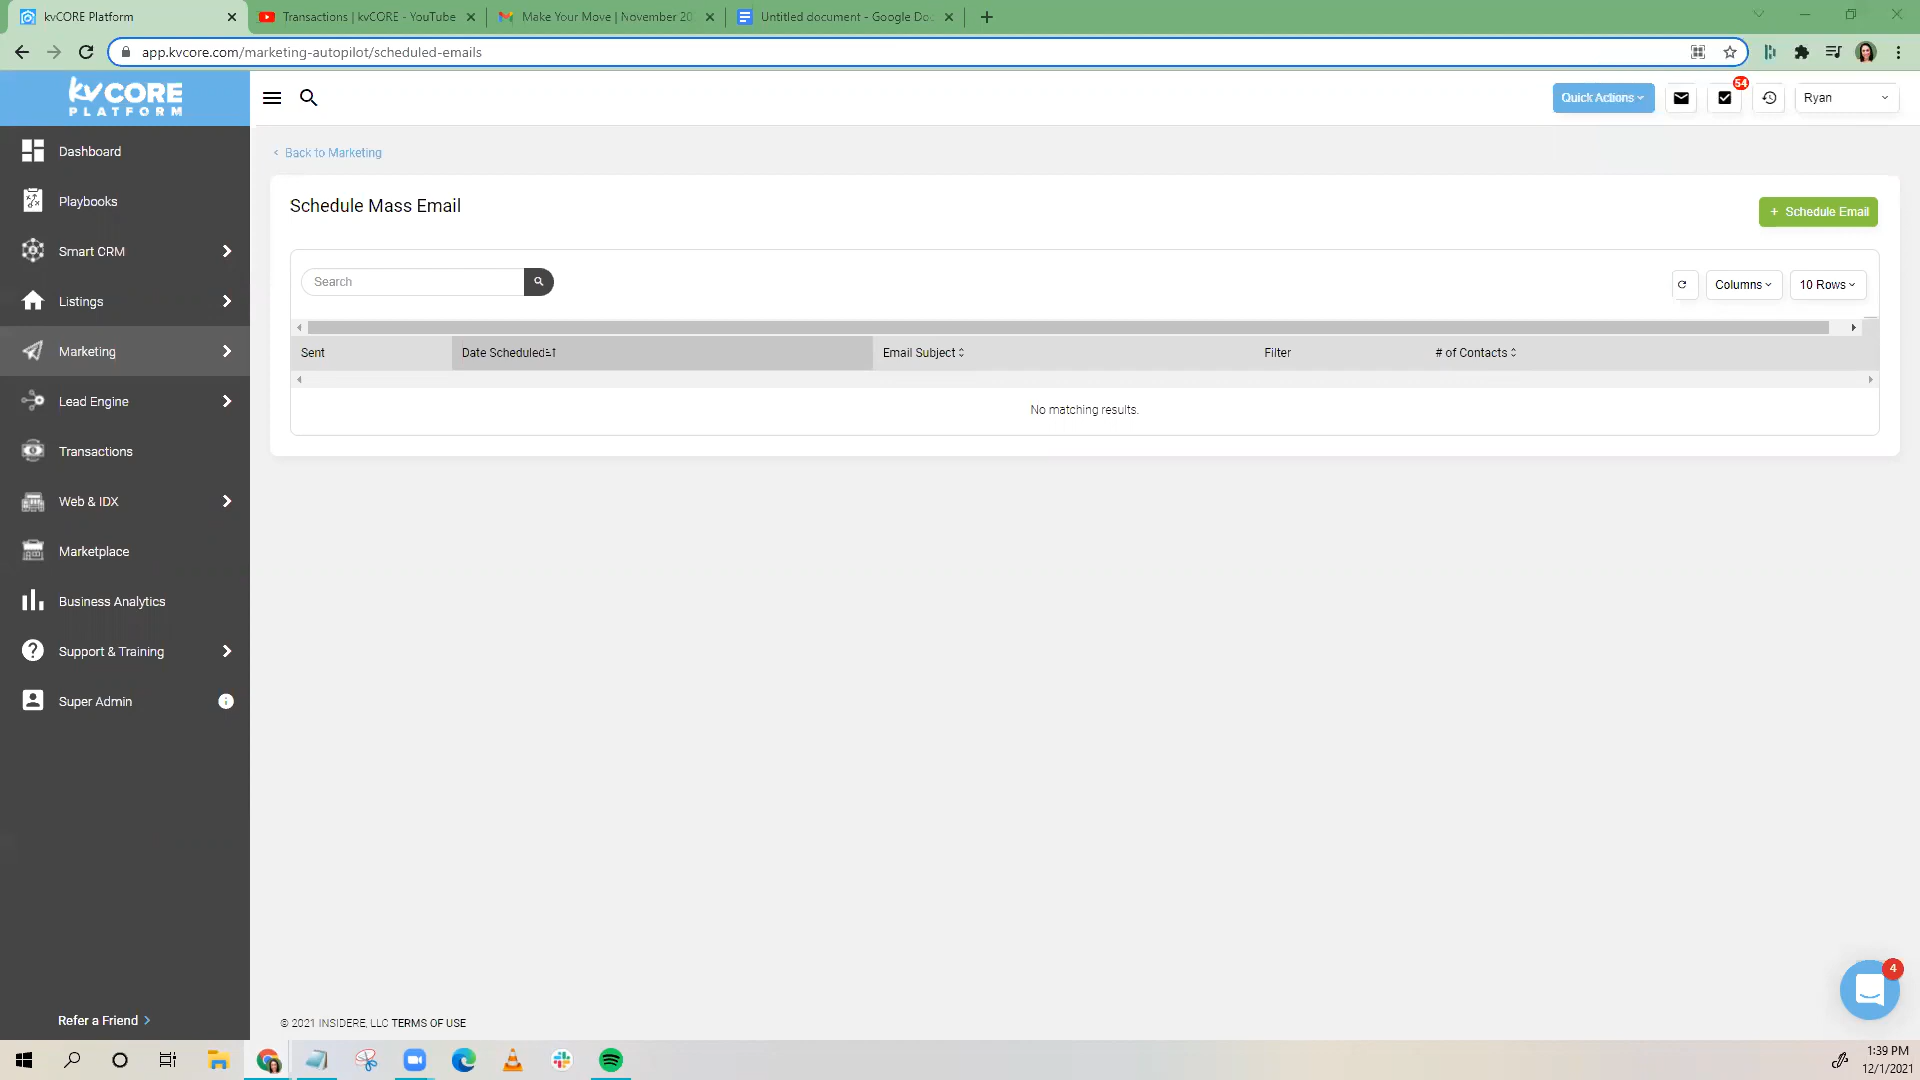 kvCORE Platform
Transactions | kvCORE - YouTube
Make Your Move | November 20
Untitled document - Google Doc
app.kvcore.com/marketing-autopilot/scheduled-emails
kvCORE
PLATFORM
Quick Actions
54
Ryan
Dashboard
Playbooks
Smart CRM
Listings
Marketing
Lead Engine
Transactions
Web & IDX
Marketplace
Business Analytics
Support & Training
Super Admin
Refer a Friend >
< Back to Marketing
Schedule Mass Email
+ Schedule Email
Search
Columns
10 Rows
Sent
Date Scheduled
Email Subject
Filter
# of Contacts
No matching results.
4
© 2021 INSIDERE, LLC TERMS OF USE
1:39 PM
12/1/2021